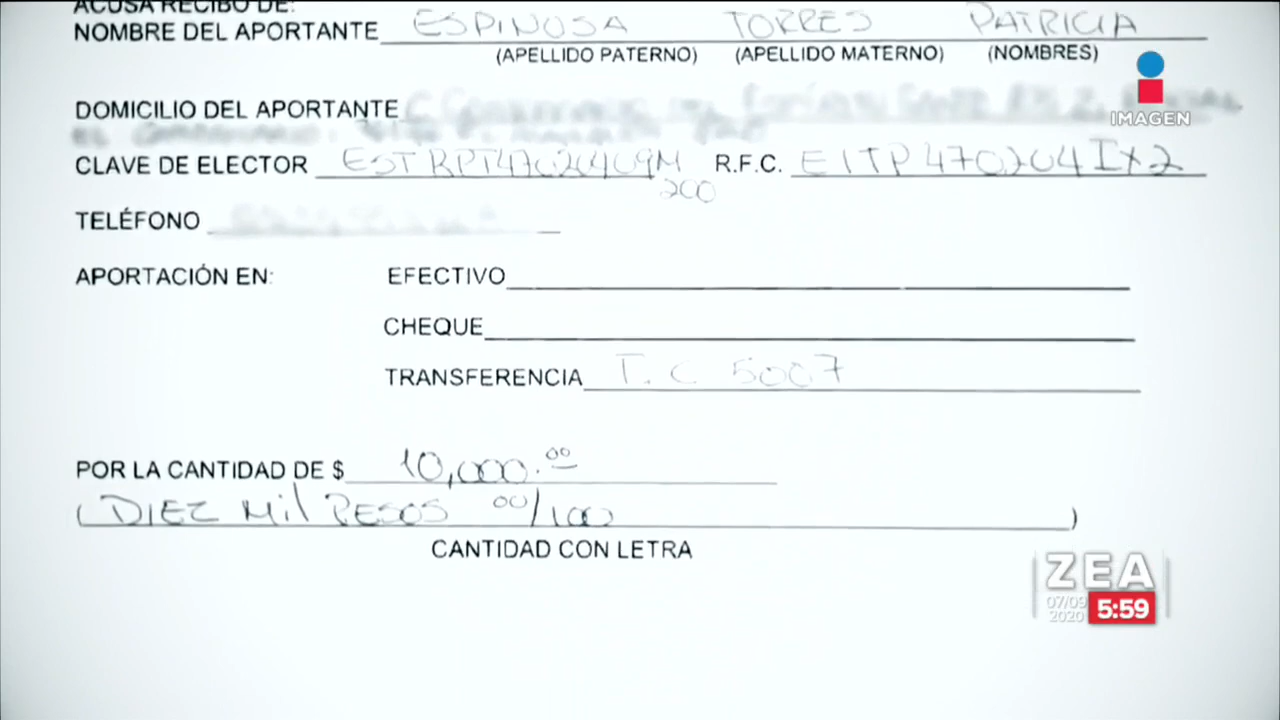 ACUSA RECIBO DE:
NOMBRE DEL APORTANTE ESPINOSA TORRES PATRICIA
(APELLIDO PATERNO) (APELLIDO MATERNO) (NOMBRES)
IMAGEN
DOMICILIO DEL APORTANTE
CLAVE DE ELECTOR ESTRPT47020409M R.F.C. EITP470204IX2
200
TELÉFONO
APORTACIÓN EN: EFECTIVO
CHEQUE
TRANSFERENCIA T. C 5007
POR LA CANTIDAD DE $ 10,000.00
( DIEZ Mil PESOS 00/100 )
CANTIDAD CON LETRA
ZEA
07/09
2020 5:59